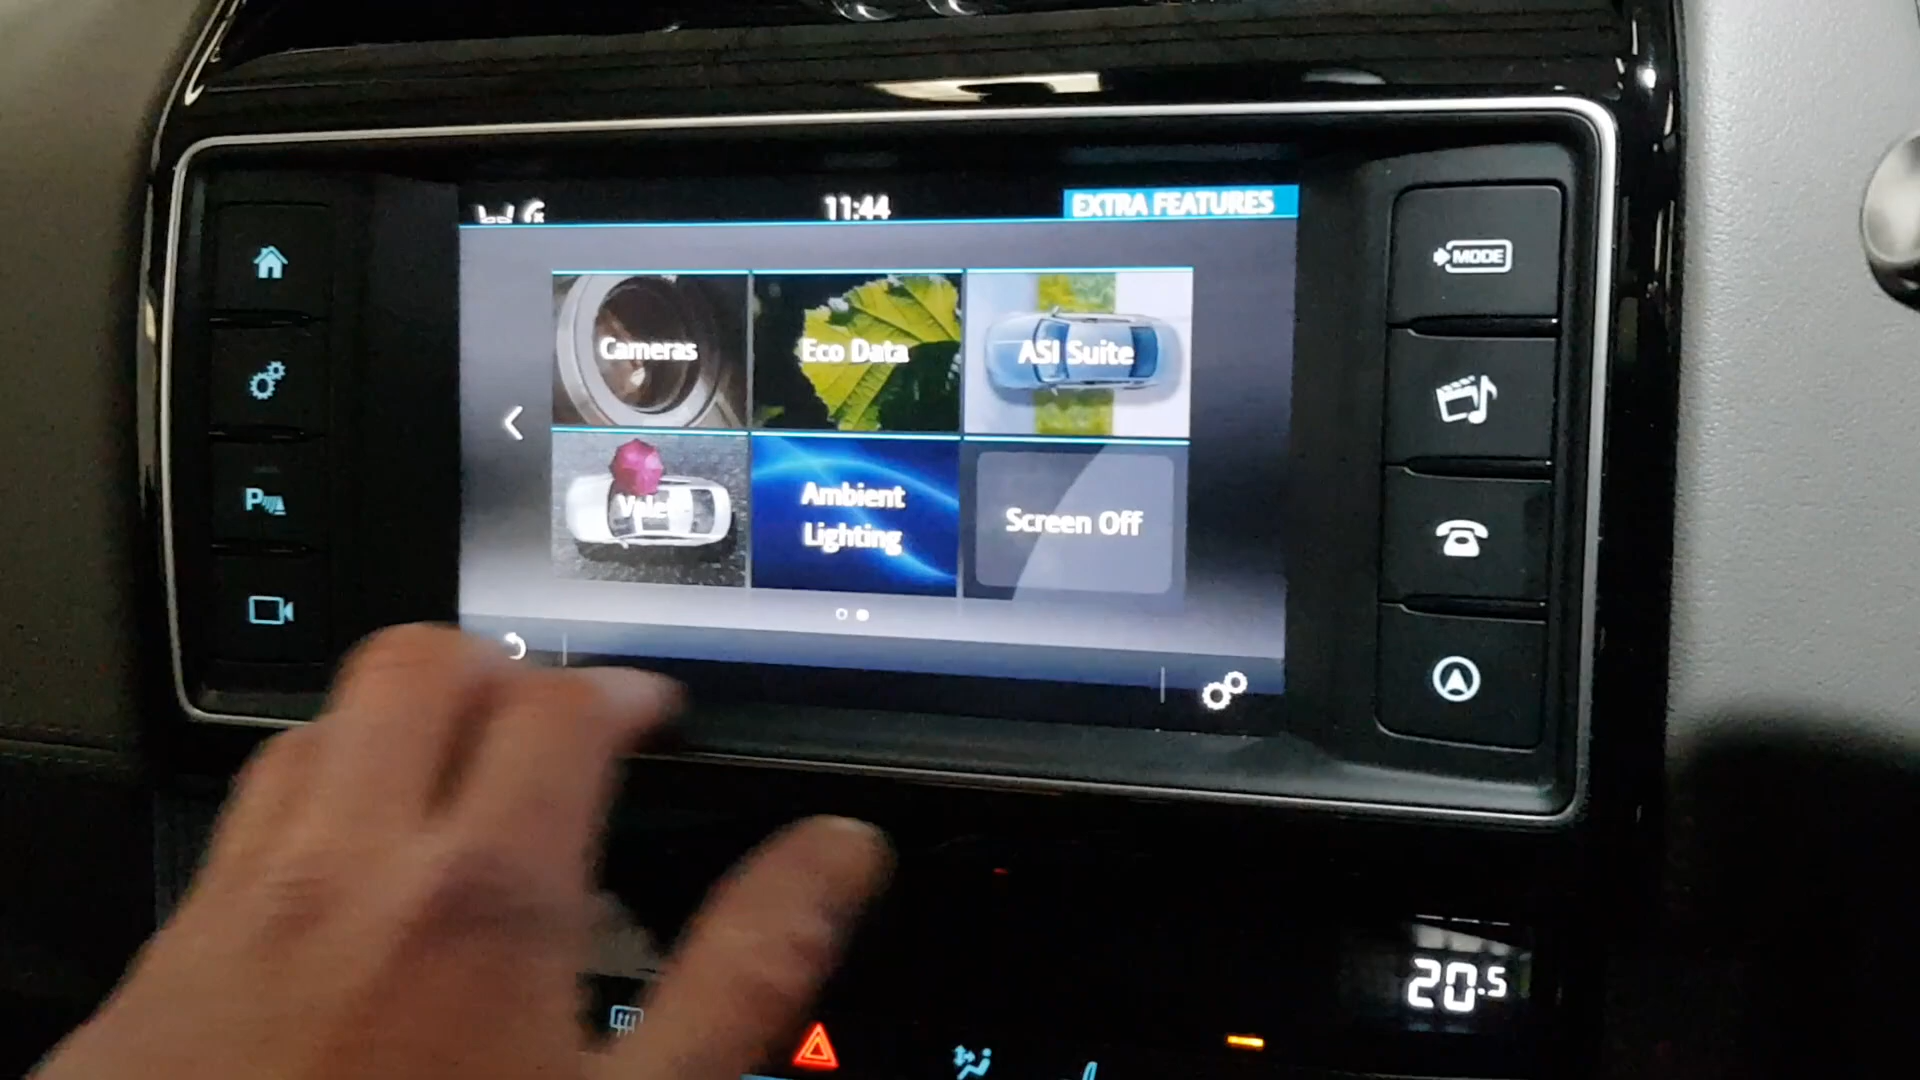 11:44
EXTRA FEATURES
Cameras
Eco Data
ASI Suite
Valet
Ambient
Lighting
Screen Off
P
MODE
20.5